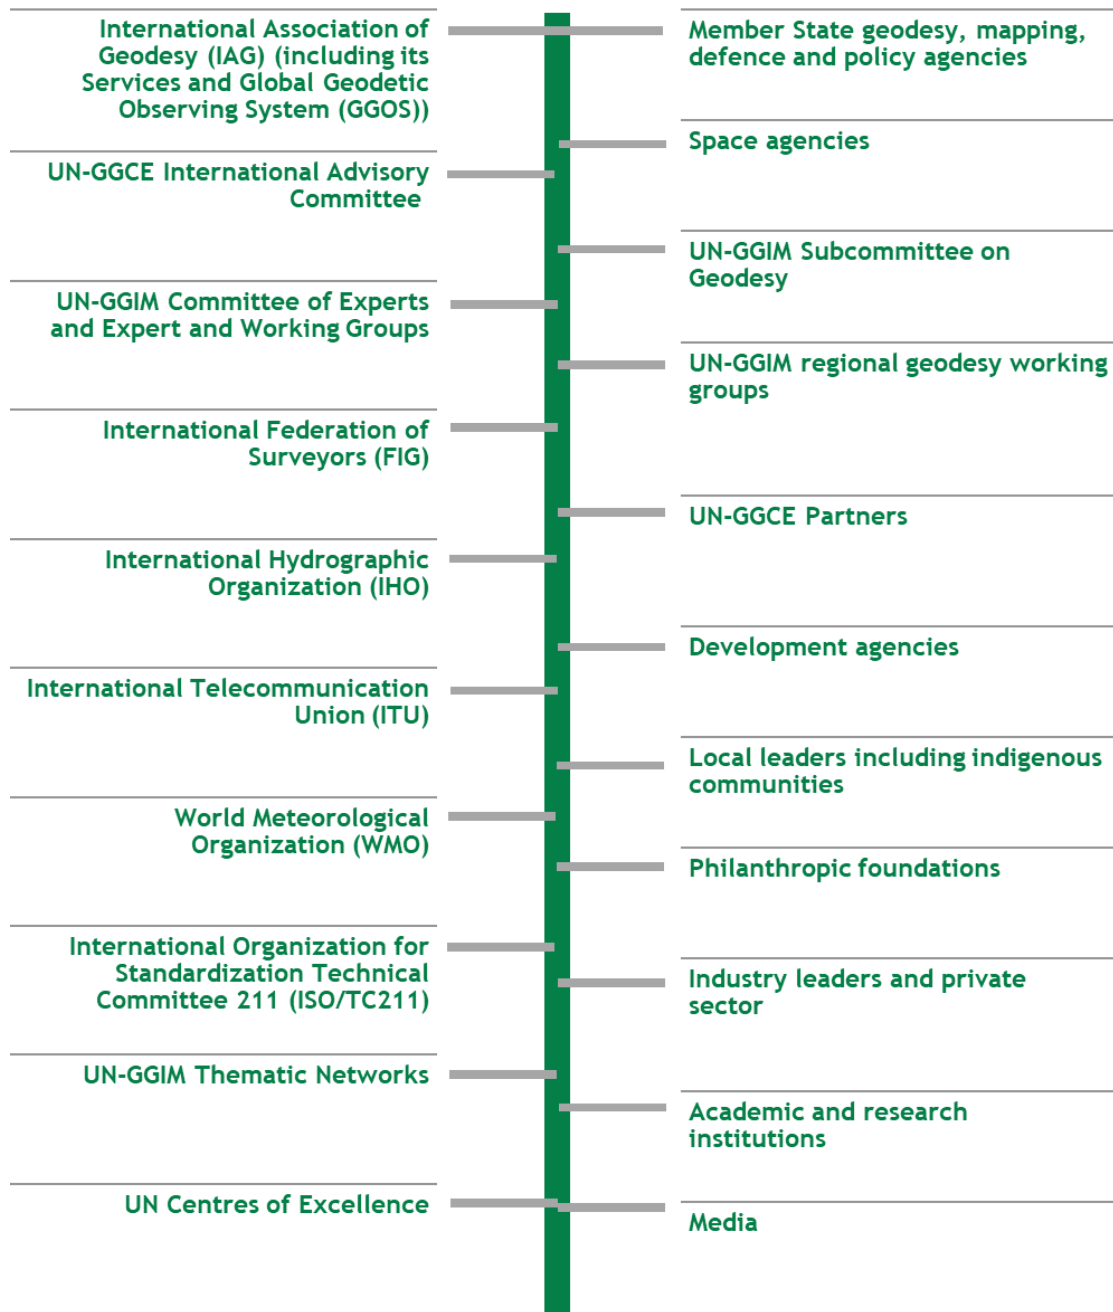 International Association of
Geodesy (IAG) (including its
Services and Global Geodetic
Observing System (GGOS))
UN-GGCE International Advisory
Committee
UN-GGIM Committee of Experts
and Expert and Working Groups
International Federation of
Surveyors (FIG)
International Hydrographic
Organization (IHO)
International Telecommunication
Union (ITU)
World Meteorological
Organization (WMO)
International Organization for
Standardization Technical
Committee 211 (ISO/TC211)
UN-GGIM Thematic Networks
UN Centres of Excellence
Member State geodesy, mapping,
defence and policy agencies
Space agencies
UN-GGIM Subcommittee on
Geodesy
UN-GGIM regional geodesy working
groups
UN-GGCE Partners
Development agencies
Local leaders including indigenous
communities
Philanthropic foundations
Industry leaders and private
sector
Academic and research
institutions
Media